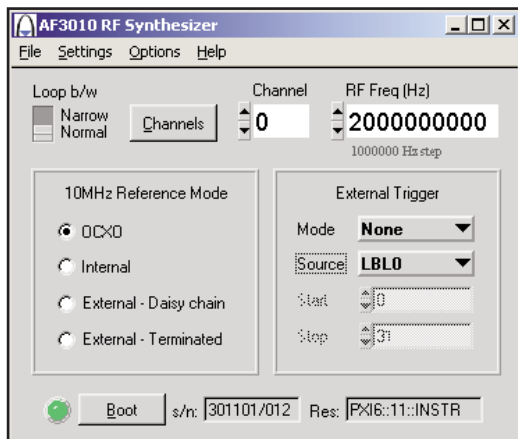 AF3010 RF Synthesizer
File Settings Options Help
Loop b/w
Narrow
Normal
Channels
Channel
0
RF Freq (Hz)
2000000000
1000000 Hz step
10MHz Reference Mode
OCXO
Internal
External - Daisy chain
External - Terminated
External Trigger
Mode None
Source LBL0
Start 0
Stop 31
Boot s/n: 301101/012 Res: PXI6::11::INSTR